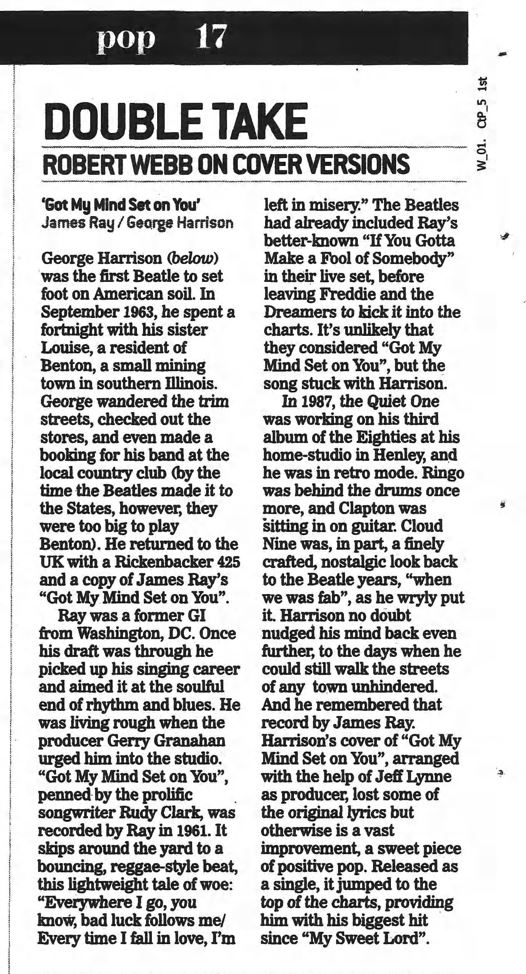 pop 17
W_01. CtP_5 1st
DOUBLE TAKE
ROBERT WEBB ON COVER VERSIONS
‘Got My Mind Set on You’
James Ray / George Harrison
George Harrison (below)
was the first Beatle to set
foot on American soil. In
September 1963, he spent a
fortnight with his sister
Louise, a resident of
Benton, a small mining
town in southern Illinois.
George wandered the trim
streets, checked out the
stores, and even made a
booking for his band at the
local country club (by the
time the Beatles made it to
the States, however, they
were too big to play
Benton). He returned to the
UK with a Rickenbacker 425
and a copy of James Ray’s
“Got My Mind Set on You”.
Ray was a former GI
from Washington, DC. Once
his draft was through he
picked up his singing career
and aimed it at the soulful
end of rhythm and blues. He
was living rough when the
producer Gerry Granahan
urged him into the studio.
“Got My Mind Set on You”,
penned by the prolific
songwriter Rudy Clark, was
recorded by Ray in 1961. It
skips around the yard to a
bouncing, reggae-style beat,
this lightweight tale of woe:
“Everywhere I go, you
know, bad luck follows me/
Every time I fall in love, I’m
left in misery.” The Beatles
had already included Ray’s
better-known “If You Gotta
Make a Fool of Somebody”
in their live set, before
leaving Freddie and the
Dreamers to kick it into the
charts. It’s unlikely that
they considered “Got My
Mind Set on You”, but the
song stuck with Harrison.
In 1987, the Quiet One
was working on his third
album of the Eighties at his
home-studio in Henley, and
he was in retro mode. Ringo
was behind the drums once
more, and Clapton was
sitting in on guitar. Cloud
Nine was, in part, a finely
crafted, nostalgic look back
to the Beatle years, “when
we was fab”, as he wryly put
it. Harrison no doubt
nudged his mind back even
further, to the days when he
could still walk the streets
of any town unhindered.
And he remembered that
record by James Ray.
Harrison’s cover of “Got My
Mind Set on You”, arranged
with the help of Jeff Lynne
as producer, lost some of
the original lyrics but
otherwise is a vast
improvement, a sweet piece
of positive pop. Released as
a single, it jumped to the
top of the charts, providing
him with his biggest hit
since “My Sweet Lord”.